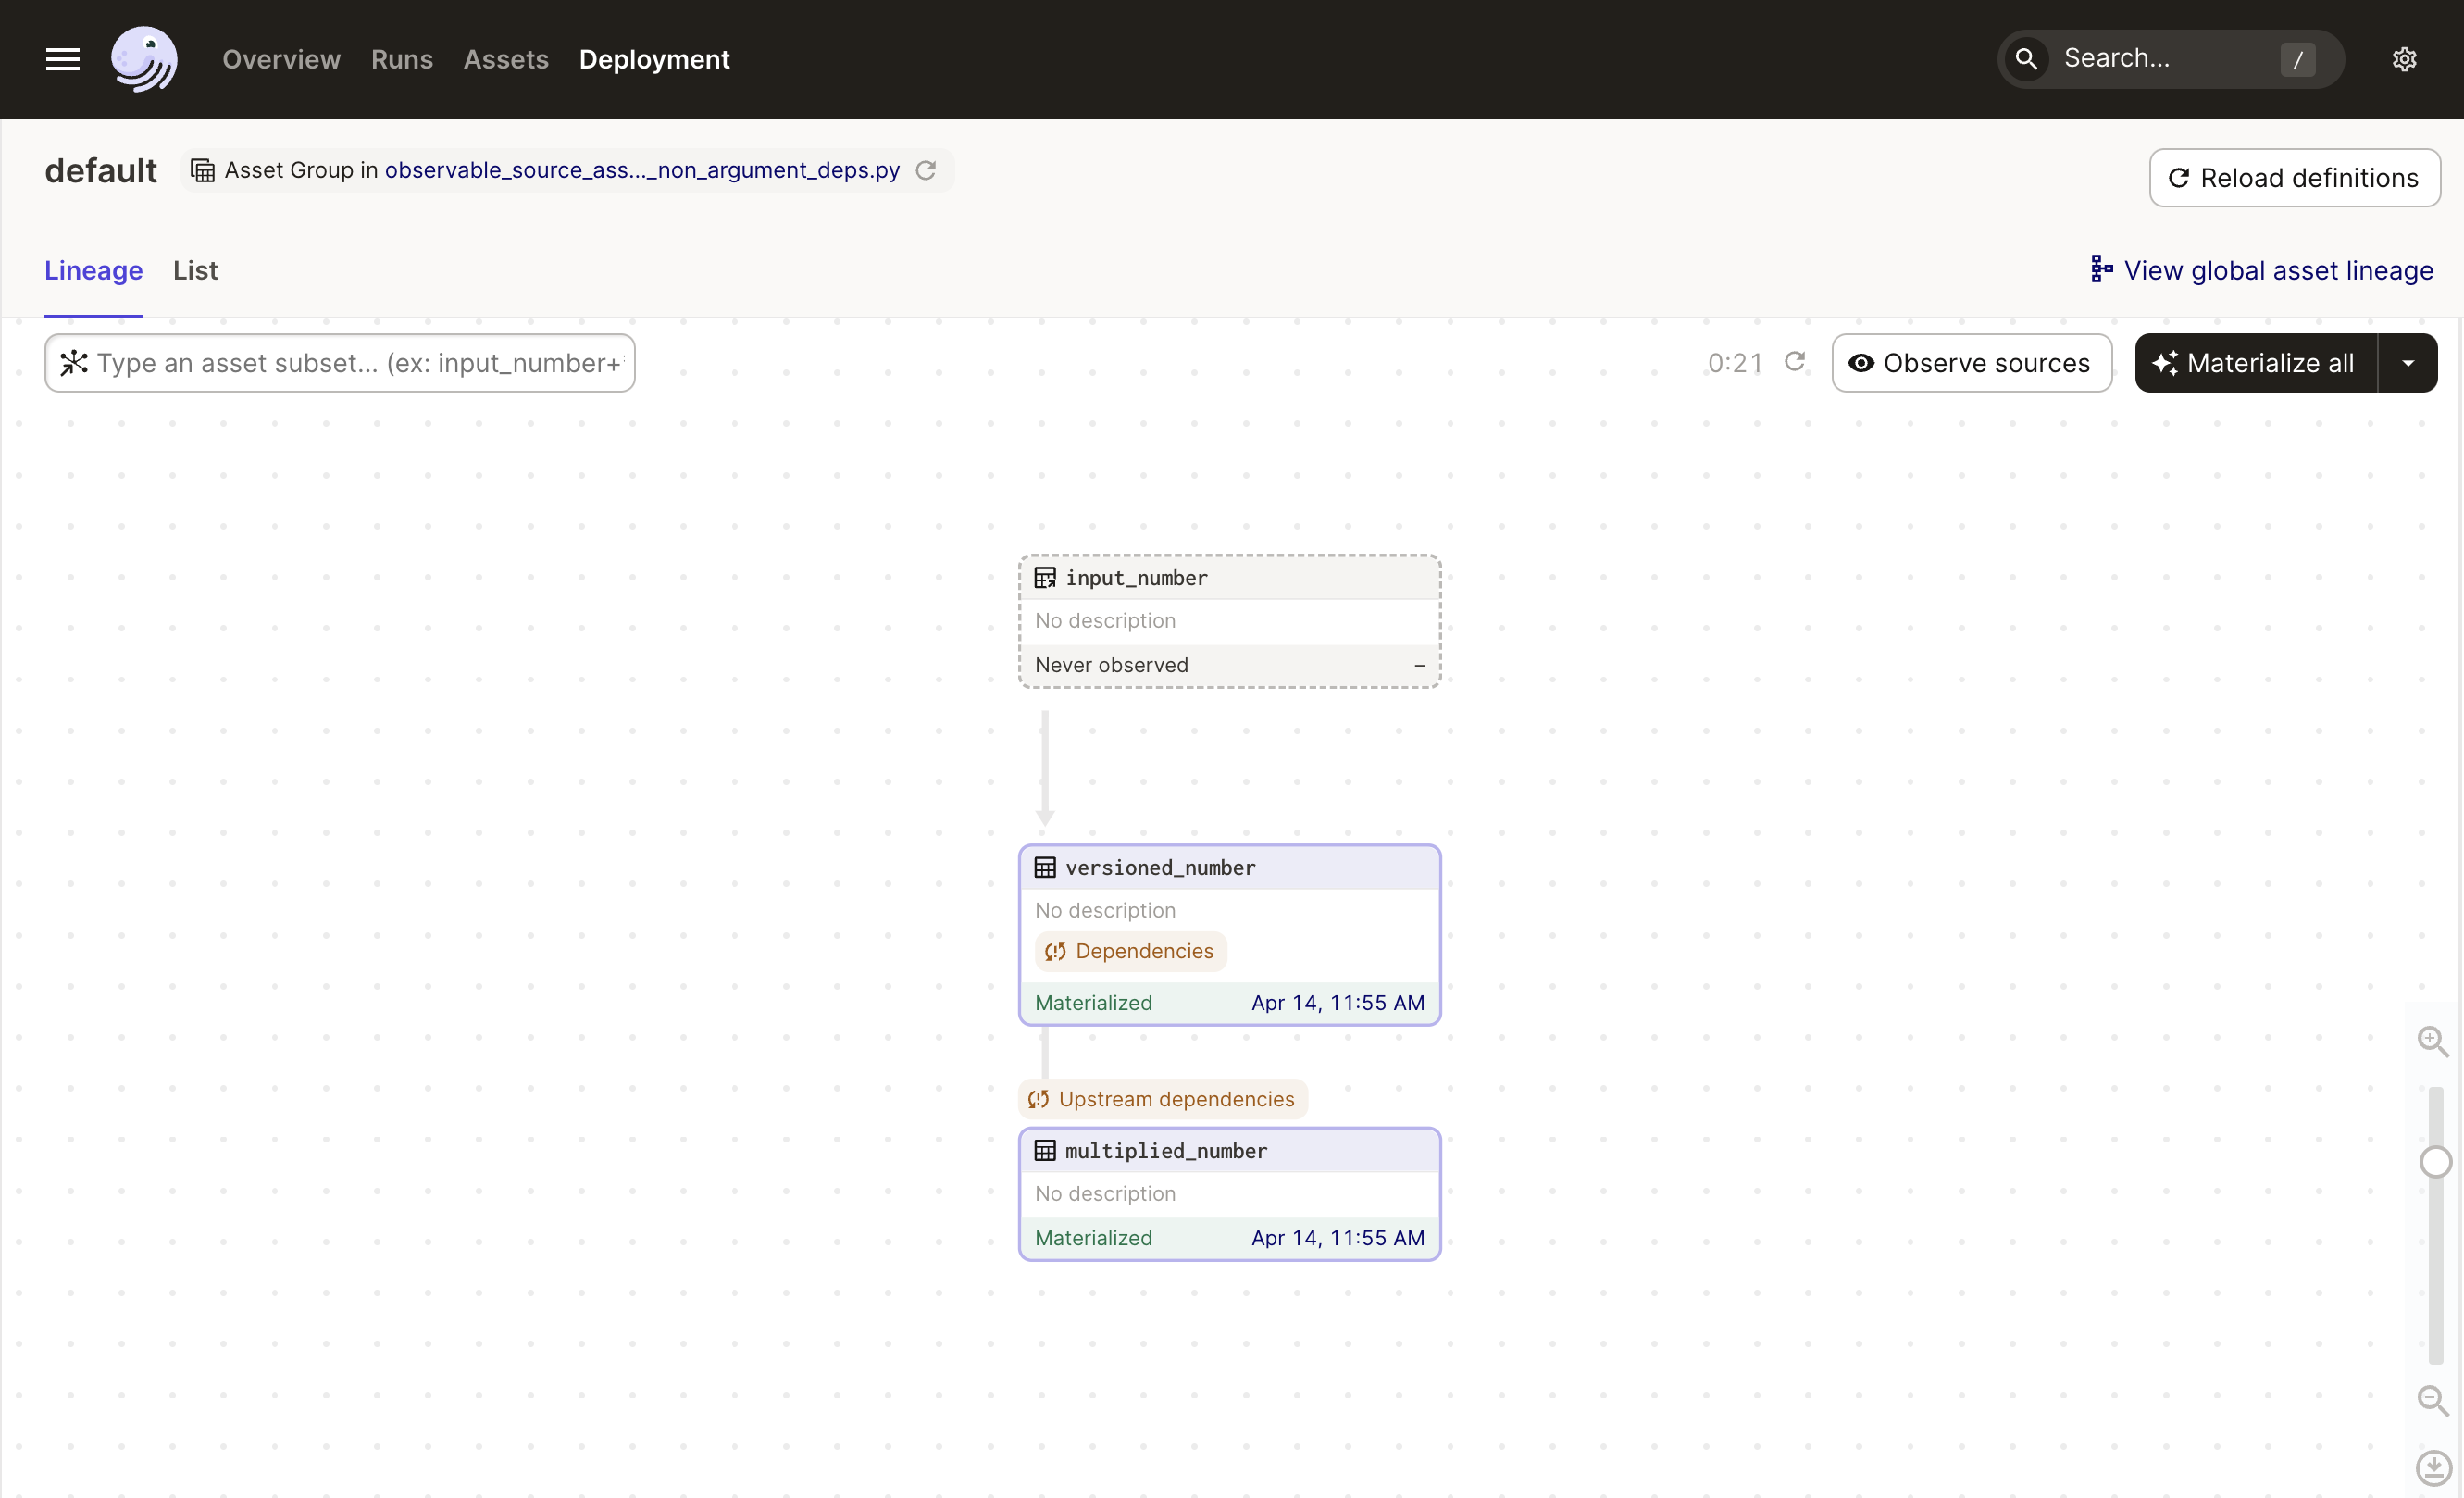 Overview Runs Assets Deployment
Search... /
default Asset Group in observable_source_ass..._non_argument_deps.py
Reload definitions
Lineage List
View global asset lineage
Type an asset subset... (ex: input_number+
0:21 Observe sources Materialize all
input_number
No description
Never observed –
versioned_number
No description
Dependencies
Materialized Apr 14, 11:55 AM
Upstream dependencies
multiplied_number
No description
Materialized Apr 14, 11:55 AM